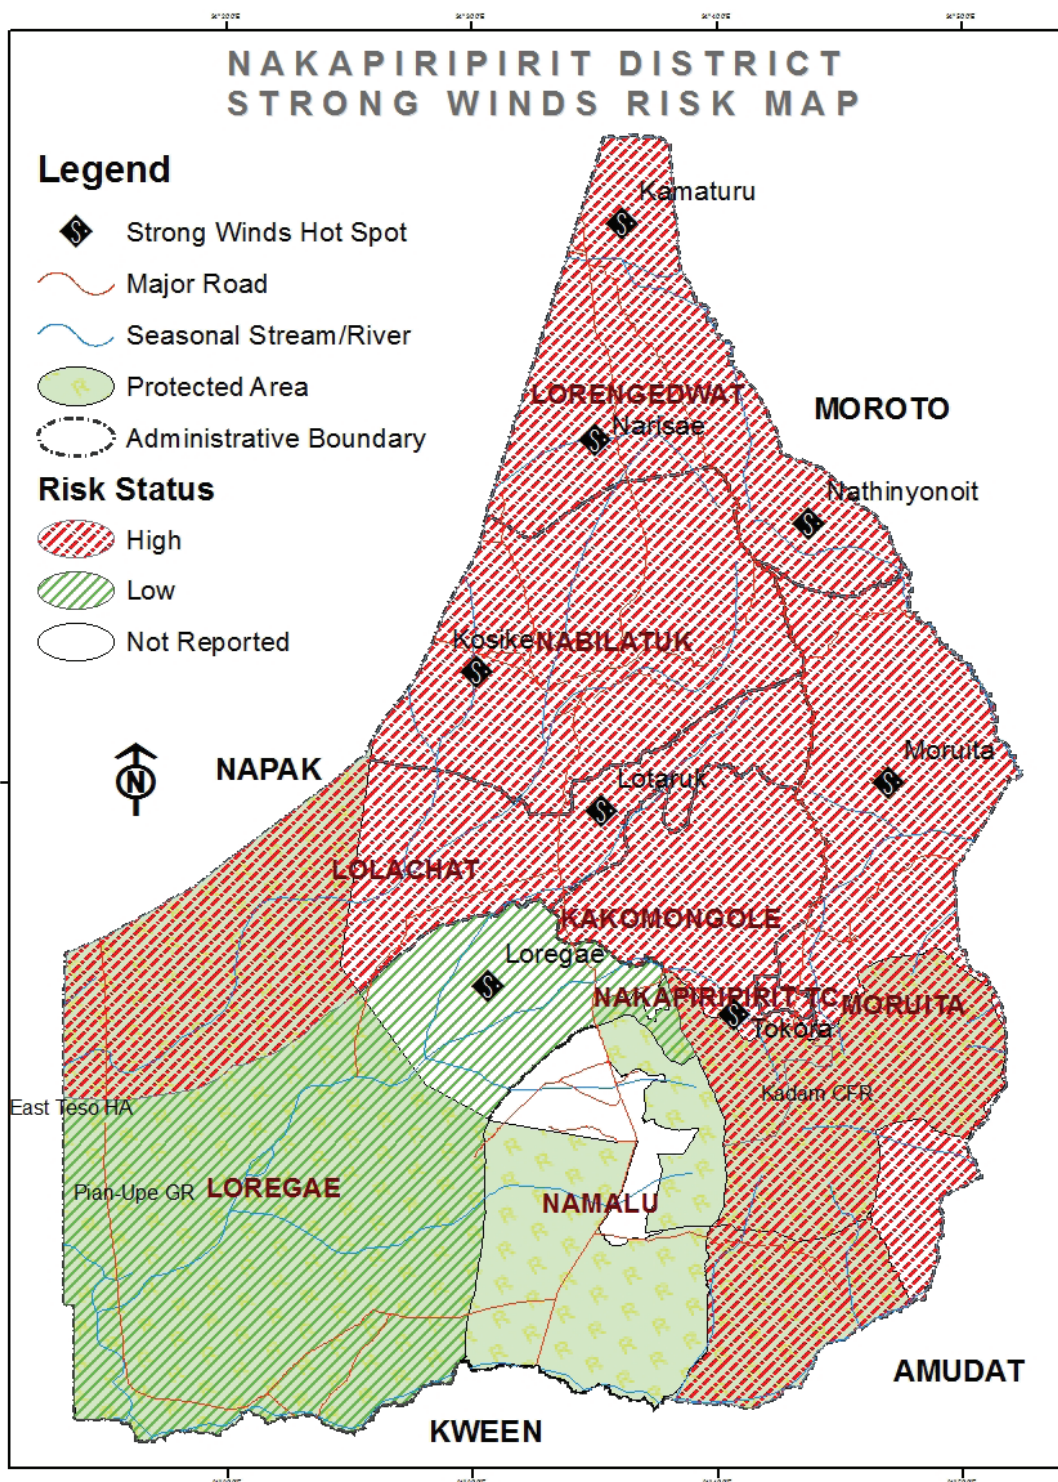 NAKAPIRIPIRIT DISTRICT
STRONG WINDS RISK MAP
Legend
Strong Winds Hot Spot
Major Road
Seasonal Stream/River
Protected Area
Administrative Boundary
Risk Status
High
Low
Not Reported
Kamaturu
LORENGEDWAT
MOROTO
Narisae
Nathinyonoit
Kosike
NABILATUK
N
NAPAK
Moruita
Lotaruk
LOLACHAT
KAKOMONGOLE
Loregae
NAKAPIRIPIRIT TC
MORUITA
Tokora
Kadam CFR
East Teso HA
Pian-Upe GR
LOREGAE
NAMALU
AMUDAT
KWEEN